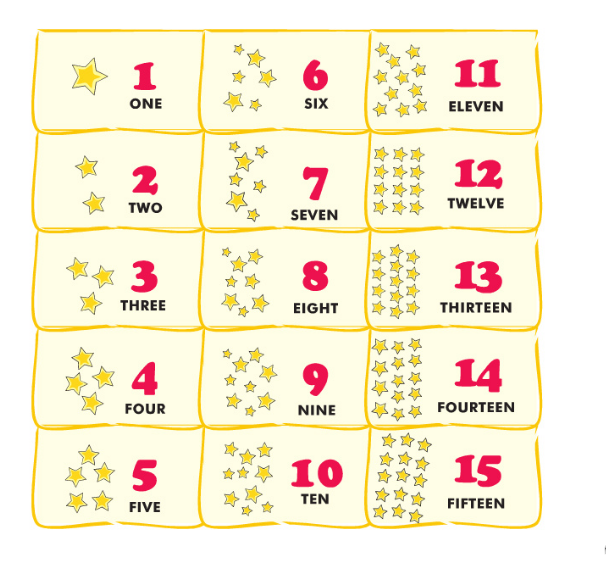 1
ONE
2
TWO
3
THREE
4
FOUR
5
FIVE
6
SIX
7
SEVEN
8
EIGHT
9
NINE
10
TEN
11
ELEVEN
12
TWELVE
13
THIRTEEN
14
FOURTEEN
15
FIFTEEN